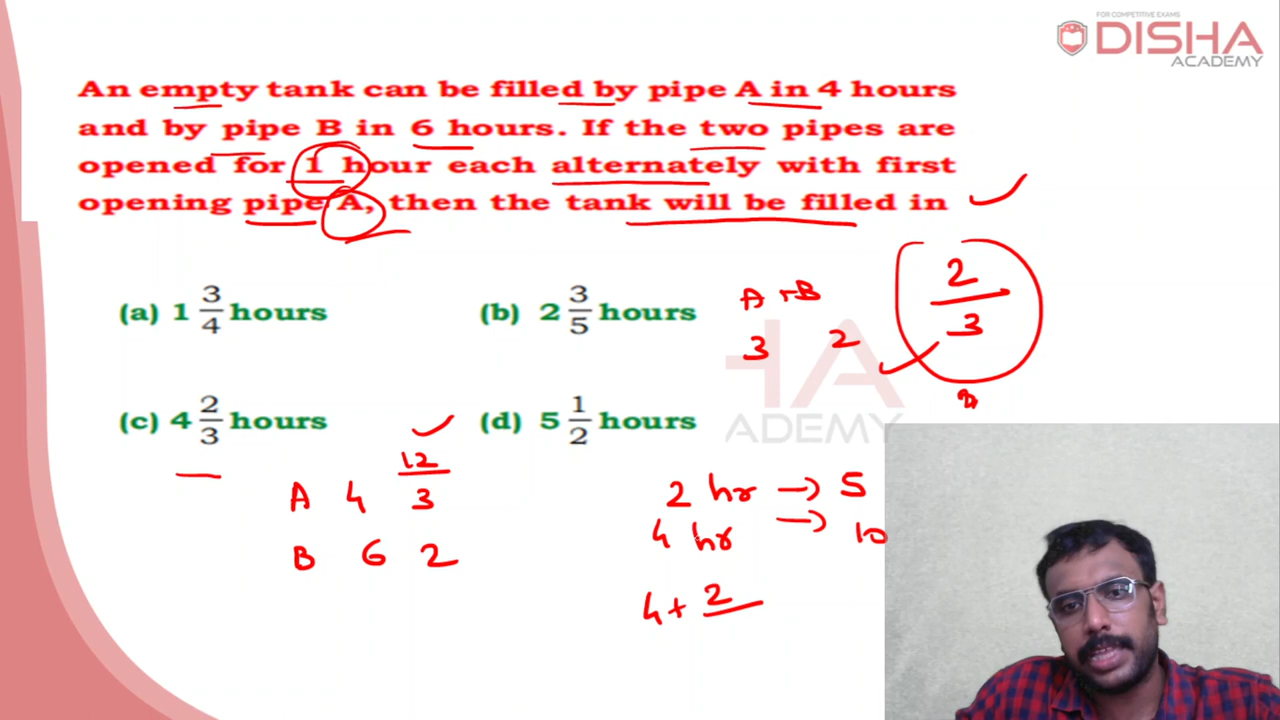 FOR COMPETITIVE EXAMS
DISHA
ACADEMY
An empty tank can be filled by pipe A in 4 hours
and by pipe B in 6 hours. If the two pipes are
opened for 1 hour each alternately with first
opening pipe A, then the tank will be filled in
(a) 1 3/4 hours
(b) 2 3/5 hours
A + B
3 2
2/3
HA
ADEMY
(c) 4 2/3 hours
(d) 5 1/2 hours
12
A 4 3
B 6 2
2 hr → 5
4 hr → 10
4 + 2